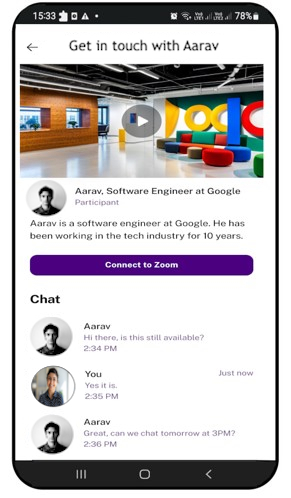 15:33
78%
Get in touch with Aarav
Aarav, Software Engineer at Google
Participant
Aarav is a software engineer at Google. He has
been working in the tech industry for 10 years.
Connect to Zoom
Chat
Aarav
Hi there, is this still available?
2:34 PM
You
Just now
Yes it is.
2:35 PM
Aarav
Great, can we chat tomorrow at 3PM?
2:36 PM